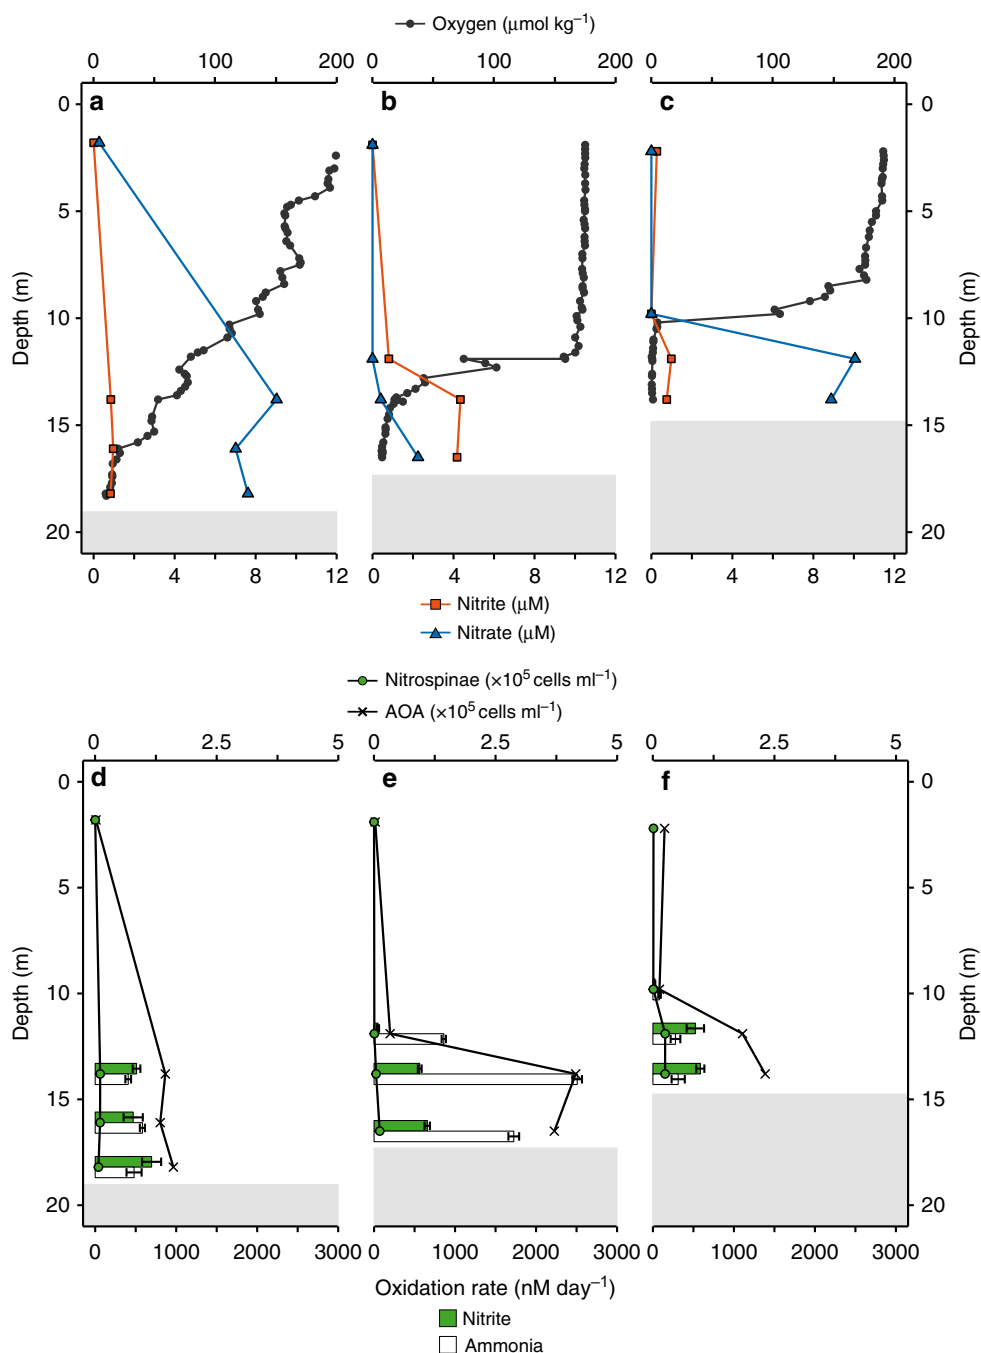 Oxygen (μmol kg⁻¹)
0 100 200 0 100 200 0 100 200
a b c
0 0
5 5
10 10
15 15
20 20
Depth (m) Depth (m)
0 4 8 12 0 4 8 12 0 4 8 12
Nitrite (μM)
Nitrate (μM)
Nitrospinae (×10⁵ cells ml⁻¹)
AOA (×10⁵ cells ml⁻¹)
0 2.5 5 0 2.5 5 0 2.5 5
d e f
0 0
5 5
10 10
15 15
20 20
Depth (m) Depth (m)
0 1000 2000 3000 0 1000 2000 3000 0 1000 2000 3000
Oxidation rate (nM day⁻¹)
Nitrite
Ammonia